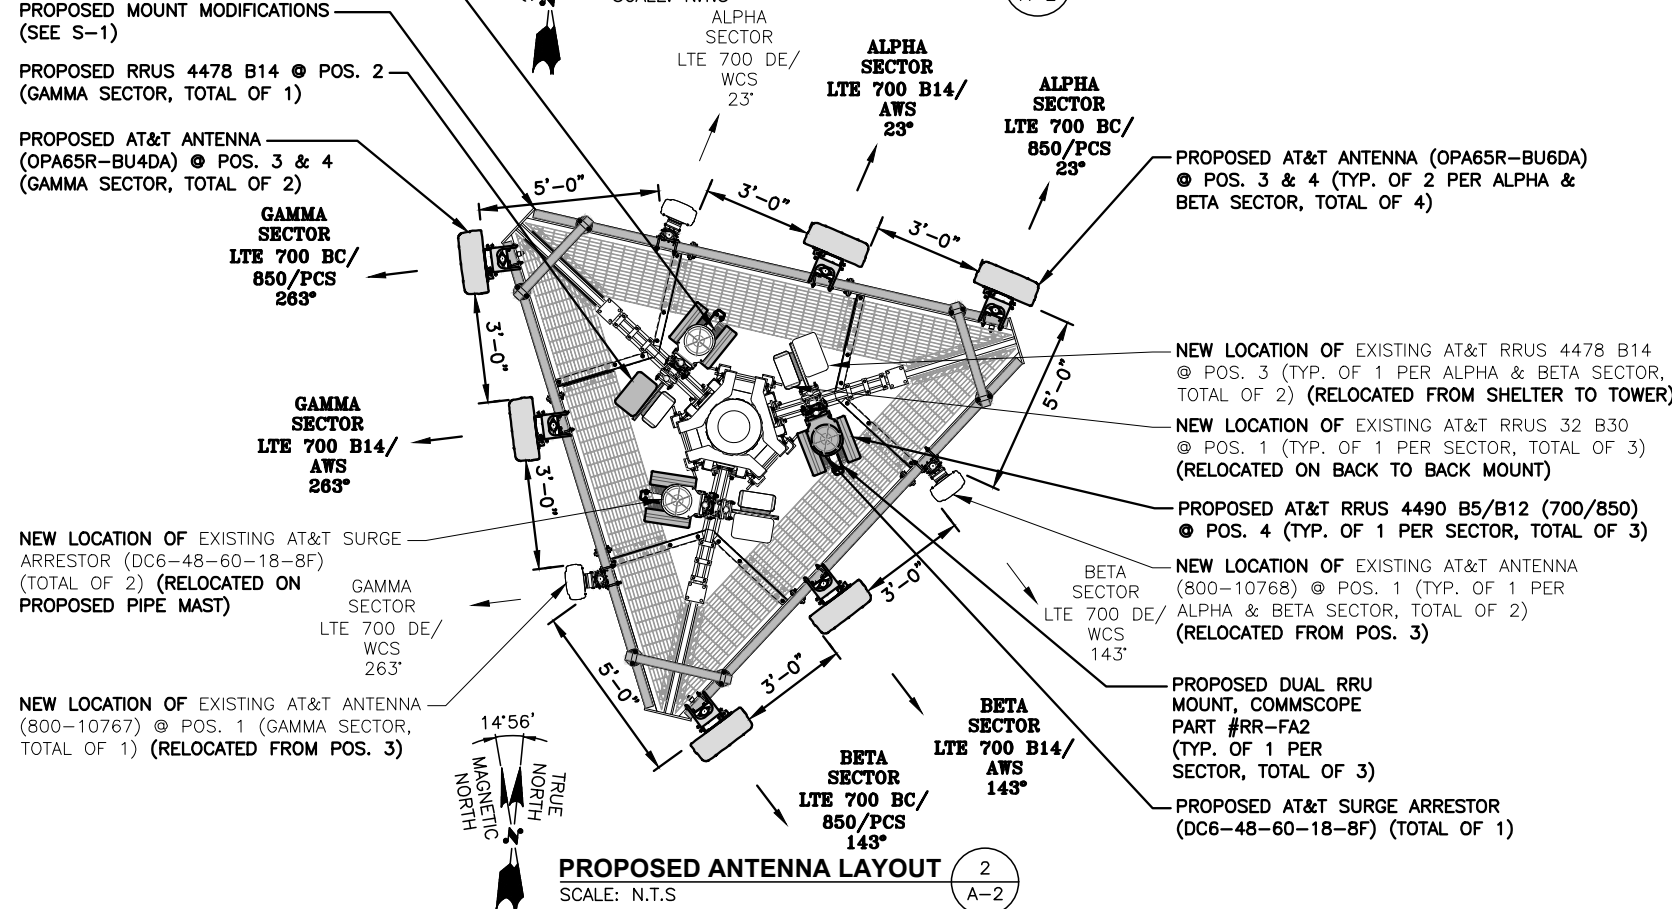 PROPOSED MOUNT MODIFICATIONS
(SEE S-1)
PROPOSED RRUS 4478 B14 @ POS. 2
(GAMMA SECTOR, TOTAL OF 1)
PROPOSED AT&T ANTENNA
(OPA65R-BU4DA) @ POS. 3 & 4
(GAMMA SECTOR, TOTAL OF 2)
ALPHA
SECTOR
LTE 700 DE/
WCS
23°
ALPHA
SECTOR
LTE 700 B14/
AWS
23°
ALPHA
SECTOR
LTE 700 BC/
850/PCS
23°
GAMMA
SECTOR
LTE 700 BC/
850/PCS
263°
GAMMA
SECTOR
LTE 700 B14/
AWS
263°
5'-0"
3'-0"
3'-0"
3'-0"
3'-0"
5'-0"
3'-0"
3'-0"
5'-0"
PROPOSED AT&T ANTENNA (OPA65R-BU6DA)
@ POS. 3 & 4 (TYP. OF 2 PER ALPHA &
BETA SECTOR, TOTAL OF 4)
NEW LOCATION OF EXISTING AT&T RRUS 4478 B14
@ POS. 3 (TYP. OF 1 PER ALPHA & BETA SECTOR,
TOTAL OF 2) (RELOCATED FROM SHELTER TO TOWER)
NEW LOCATION OF EXISTING AT&T RRUS 32 B30
@ POS. 1 (TYP. OF 1 PER SECTOR, TOTAL OF 3)
(RELOCATED ON BACK TO BACK MOUNT)
PROPOSED AT&T RRUS 4490 B5/B12 (700/850)
@ POS. 4 (TYP. OF 1 PER SECTOR, TOTAL OF 3)
NEW LOCATION OF EXISTING AT&T ANTENNA
(800-10768) @ POS. 1 (TYP. OF 1 PER
ALPHA & BETA SECTOR, TOTAL OF 2)
(RELOCATED FROM POS. 3)
PROPOSED DUAL RRU
MOUNT, COMMSCOPE
PART #RR-FA2
(TYP. OF 1 PER
SECTOR, TOTAL OF 3)
PROPOSED AT&T SURGE ARRESTOR
(DC6-48-60-18-8F) (TOTAL OF 1)
NEW LOCATION OF EXISTING AT&T SURGE
ARRESTOR (DC6-48-60-18-8F)
(TOTAL OF 2) (RELOCATED ON
PROPOSED PIPE MAST)
GAMMA
SECTOR
LTE 700 DE/
WCS
263°
NEW LOCATION OF EXISTING AT&T ANTENNA
(800-10767) @ POS. 1 (GAMMA SECTOR,
TOTAL OF 1) (RELOCATED FROM POS. 3)
BETA
SECTOR
LTE 700 DE/
WCS
143°
BETA
SECTOR
LTE 700 B14/
AWS
143°
BETA
SECTOR
LTE 700 BC/
850/PCS
143°
14°56'
MAGNETIC
NORTH
TRUE
NORTH
N
PROPOSED ANTENNA LAYOUT
SCALE: N.T.S
2
A-2